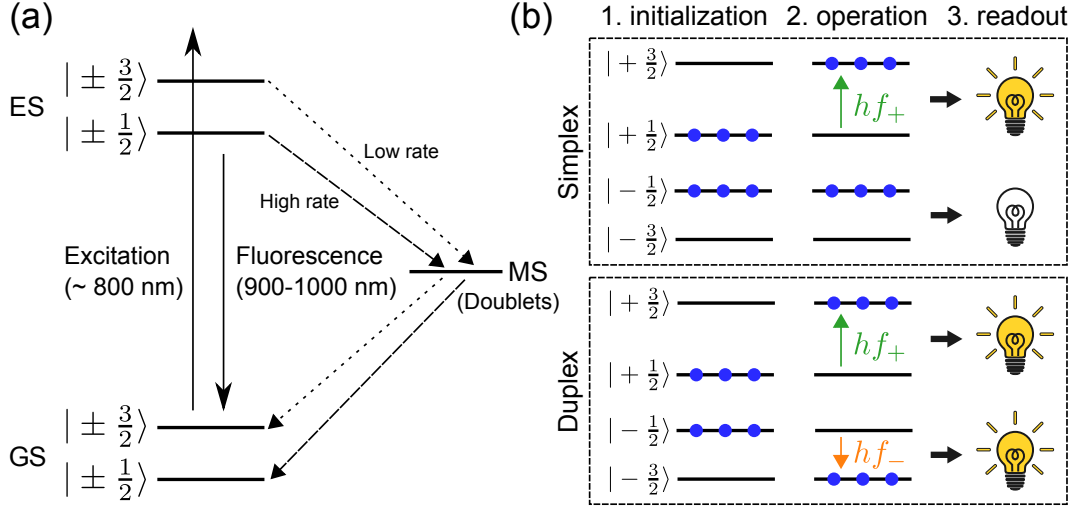 (a)
ES
| ± 3/2 ⟩
| ± 1/2 ⟩
Low rate
High rate
Excitation
(~ 800 nm)
Fluorescence
(900-1000 nm)
MS
(Doublets)
GS
| ± 3/2 ⟩
| ± 1/2 ⟩
(b)
1. initialization 2. operation 3. readout
Simplex
| + 3/2 ⟩
| + 1/2 ⟩
| − 1/2 ⟩
| − 3/2 ⟩
hf₊
Duplex
| + 3/2 ⟩
| + 1/2 ⟩
| − 1/2 ⟩
| − 3/2 ⟩
hf₊
hf₋